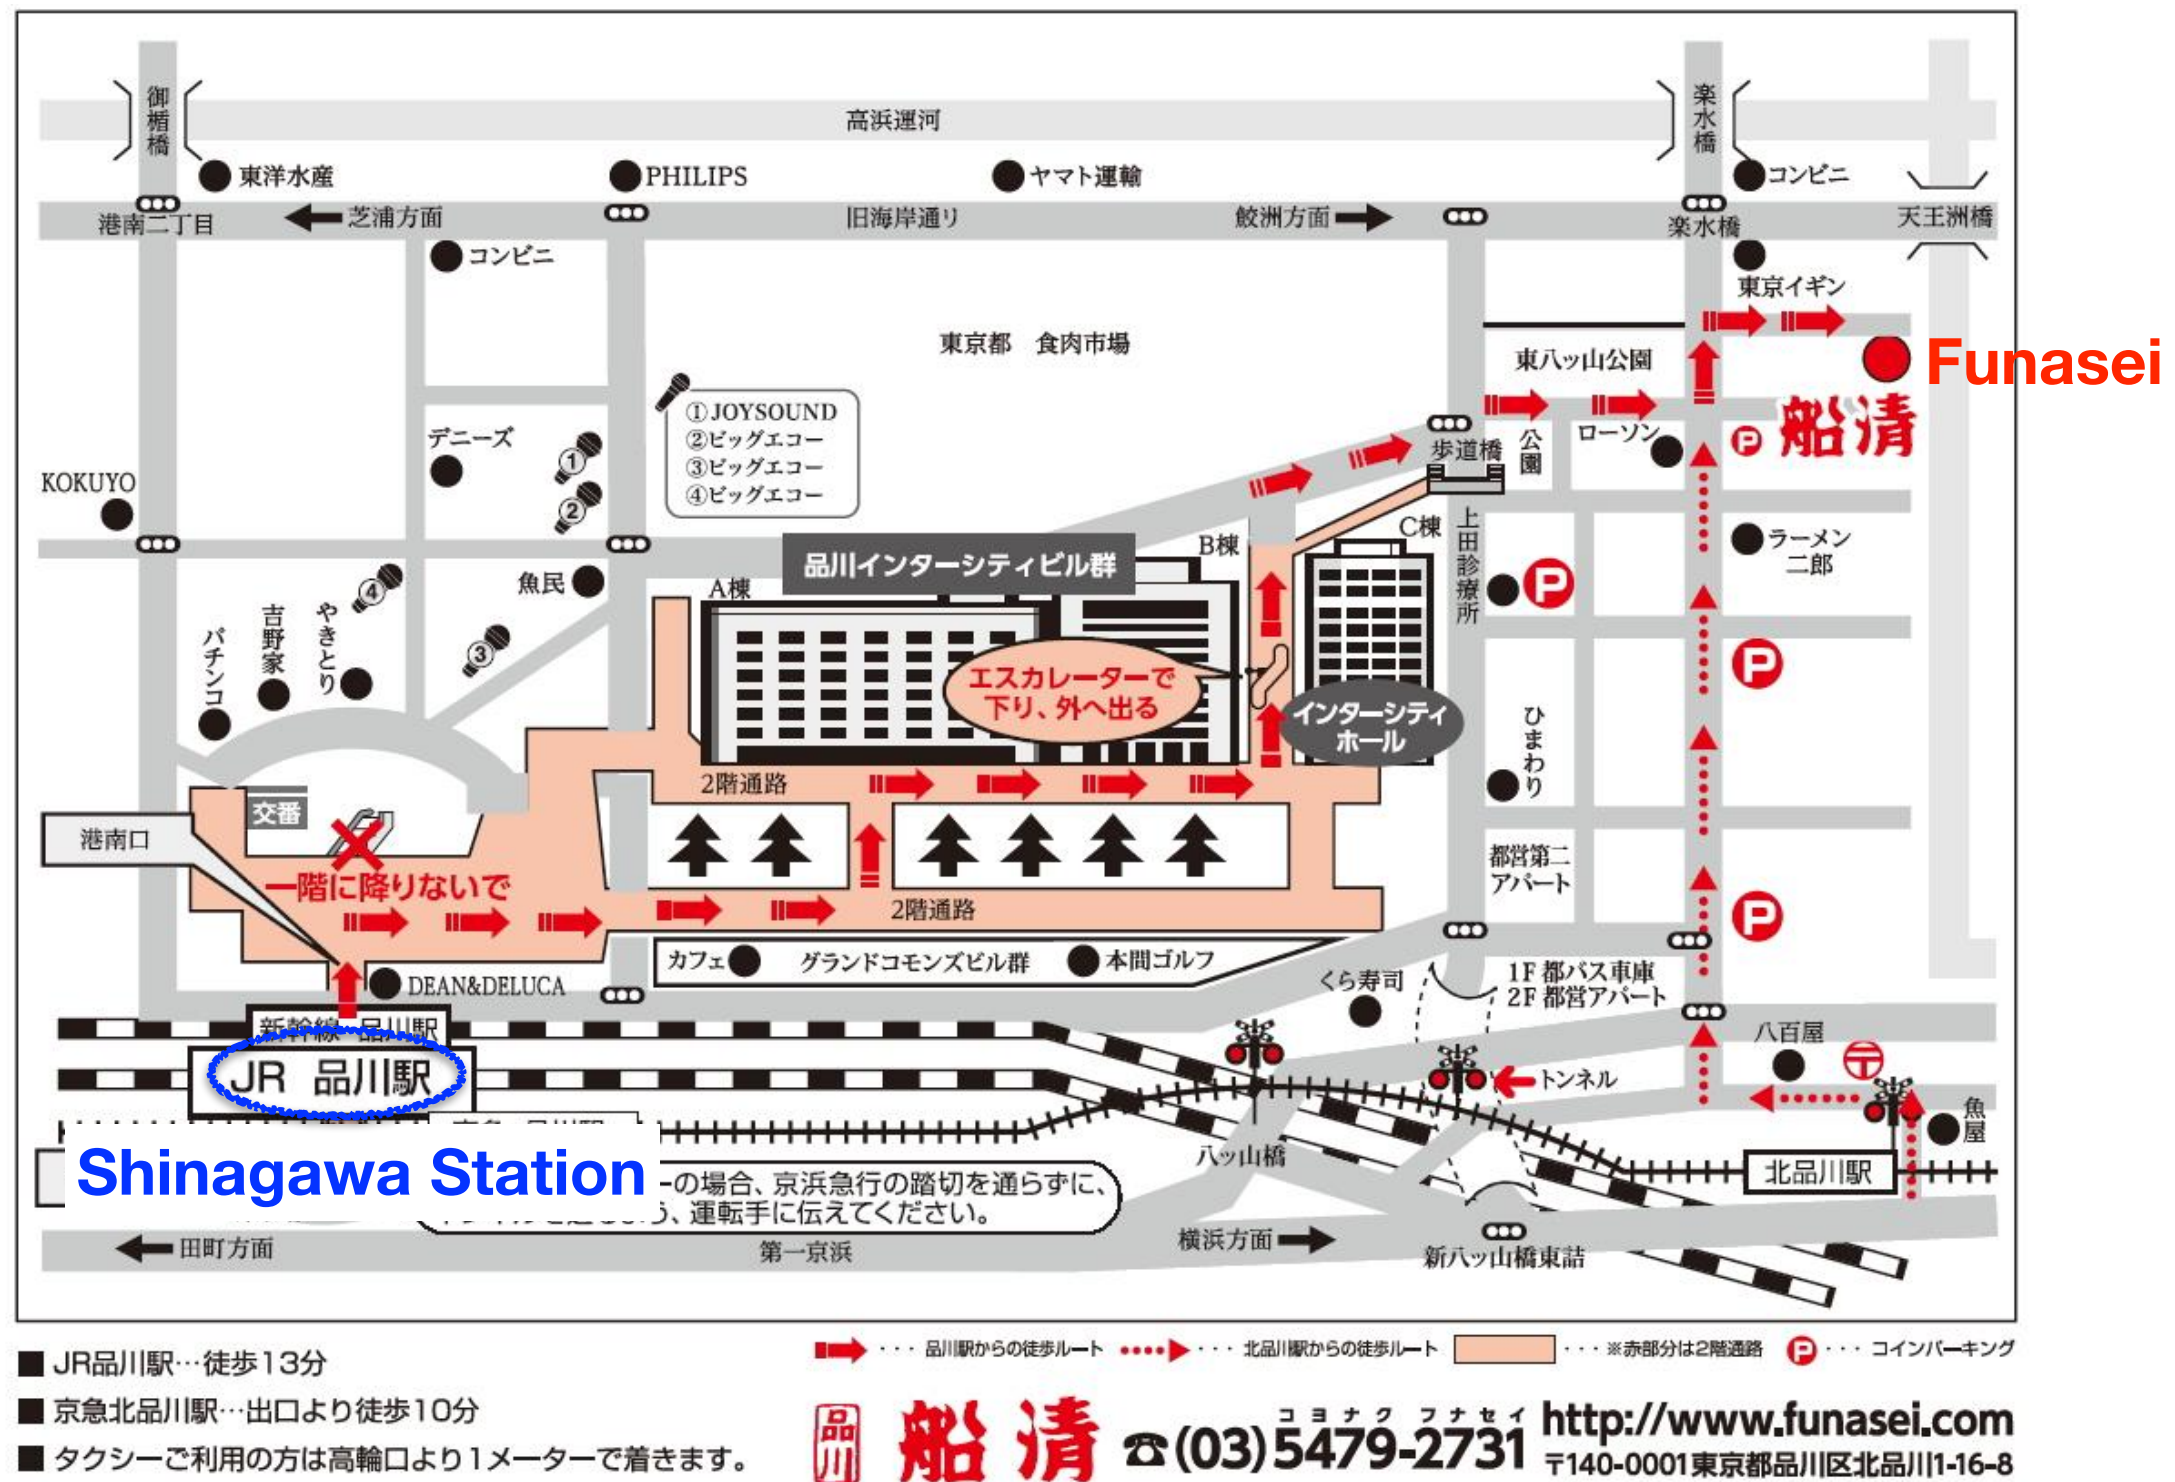 御楯橋
高浜運河
楽水橋
東洋水産
PHILIPS
ヤマト運輸
コンビニ
港南二丁目
芝浦方面
旧海岸通り
鮫洲方面
楽水橋
天王洲橋
コンビニ
東京イギン
東京都 食肉市場
東八ッ山公園
Funasei
船清
①JOYSOUND
②ビッグエコー
③ビッグエコー
④ビッグエコー
デニーズ
①
②
歩道橋
公園
ローソン
P
KOKUYO
品川インターシティビル群
A棟
B棟
C棟
上田診療所
P
ラーメン
二郎
魚民
④
③
パチンコ
吉野家
やきとり
エスカレーターで
下り、外へ出る
インターシティ
ホール
P
ひまわり
2階通路
交番
港南口
一階に降りないで
2階通路
都営第二
アパート
P
カフェ
グランドコモンズビル群
本間ゴルフ
DEAN&DELUCA
くら寿司
1F 都バス車庫
2F 都営アパート
新幹線 品川駅
JR 品川駅
八百屋
〒
トンネル
魚屋
Shinagawa Station
の場合、京浜急行の踏切を通らずに、
、運転手に伝えてください。
八ッ山橋
北品川駅
田町方面
第一京浜
横浜方面
新八ッ山橋東詰
・・・ 品川駅からの徒歩ルート
・・・ 北品川駅からの徒歩ルート
・・・ ※赤部分は2階通路
P ・・・ コインパーキング
■ JR品川駅…徒歩13分
■ 京急北品川駅…出口より徒歩10分
■ タクシーご利用の方は高輪口より1メーターで着きます。
品川 船清
コヨナク フナセイ
☎(03)5479-2731
http://www.funasei.com
〒140-0001東京都品川区北品川1-16-8